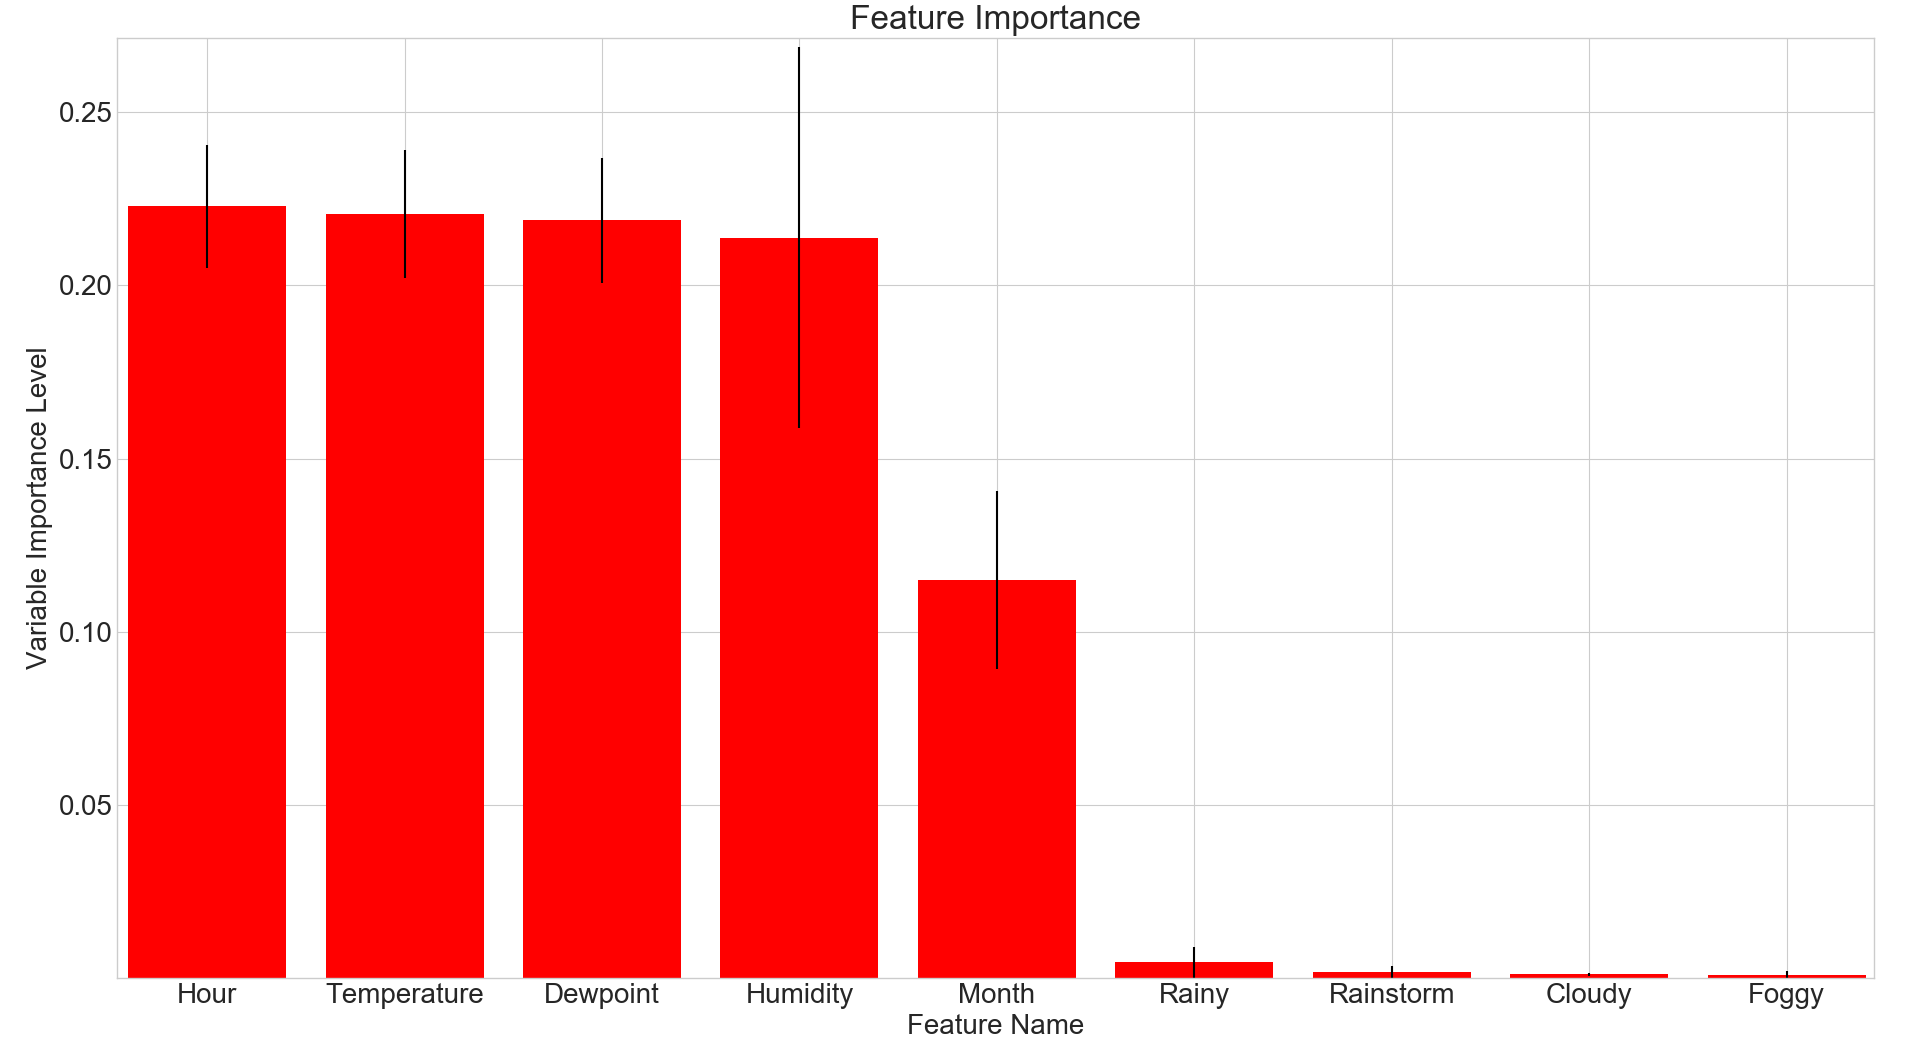 Feature Importance
0.25
0.20
0.15
0.10
0.05
Variable Importance Level
Hour Temperature Dewpoint Humidity Month Rainy Rainstorm Cloudy Foggy
Feature Name